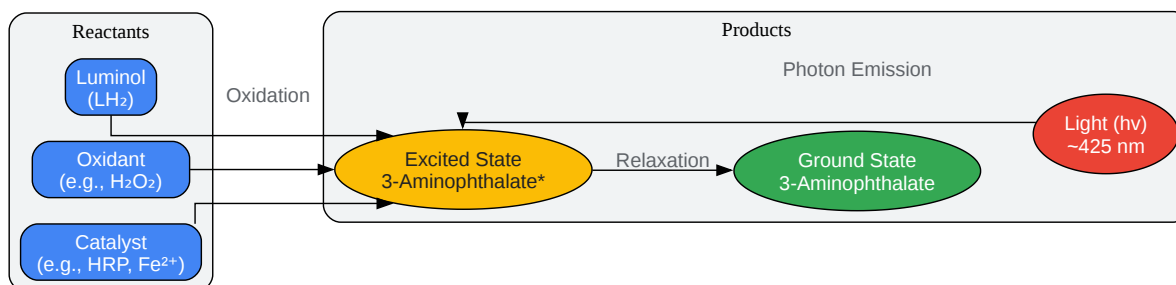 Reactants
Luminol
(LH₂)
Oxidant
(e.g., H₂O₂)
Catalyst
(e.g., HRP, Fe²⁺)
Oxidation
Products
Photon Emission
Excited State
3-Aminophthalate*
Relaxation
Ground State
3-Aminophthalate
Light (hv)
~425 nm